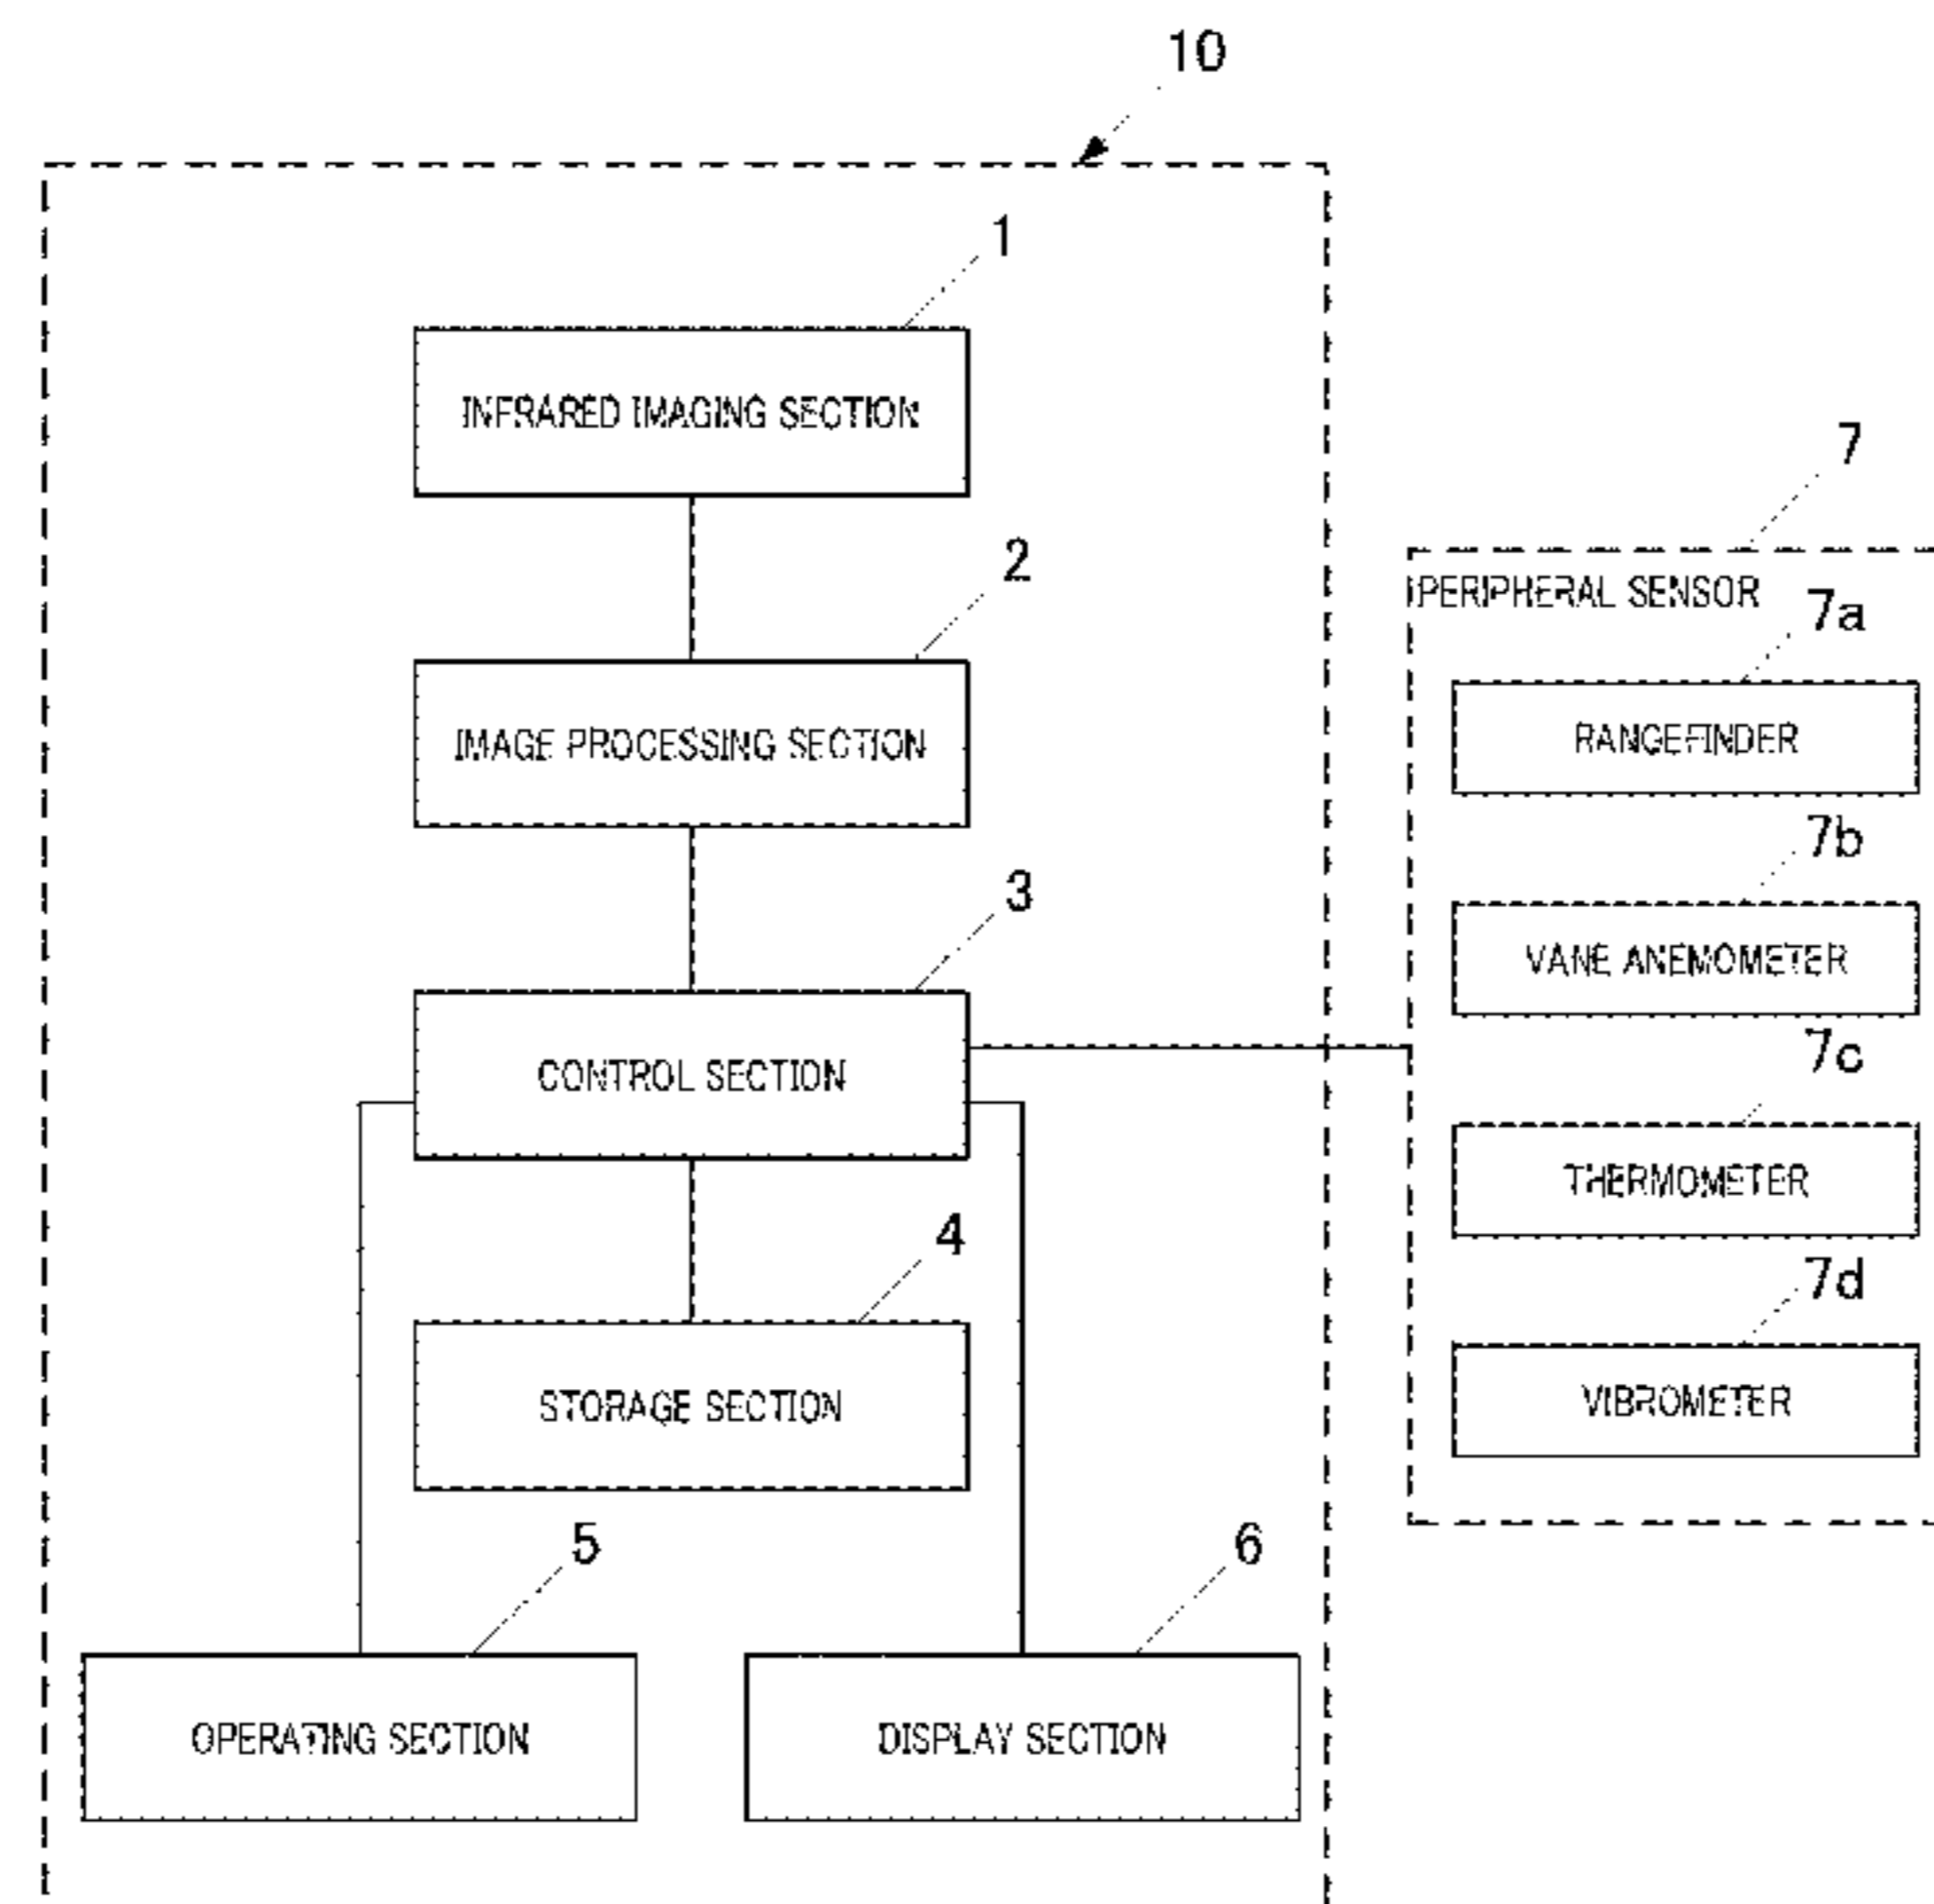 10
1
INFRARED IMAGING SECTION
2
IMAGE PROCESSING SECTION
3
CONTROL SECTION
4
STORAGE SECTION
5
OPERATING SECTION
6
DISPLAY SECTION
7
PERIPHERAL SENSOR
7a
RANGEFINDER
7b
VANE ANEMOMETER
7c
THERMOMETER
7d
VIBROMETER